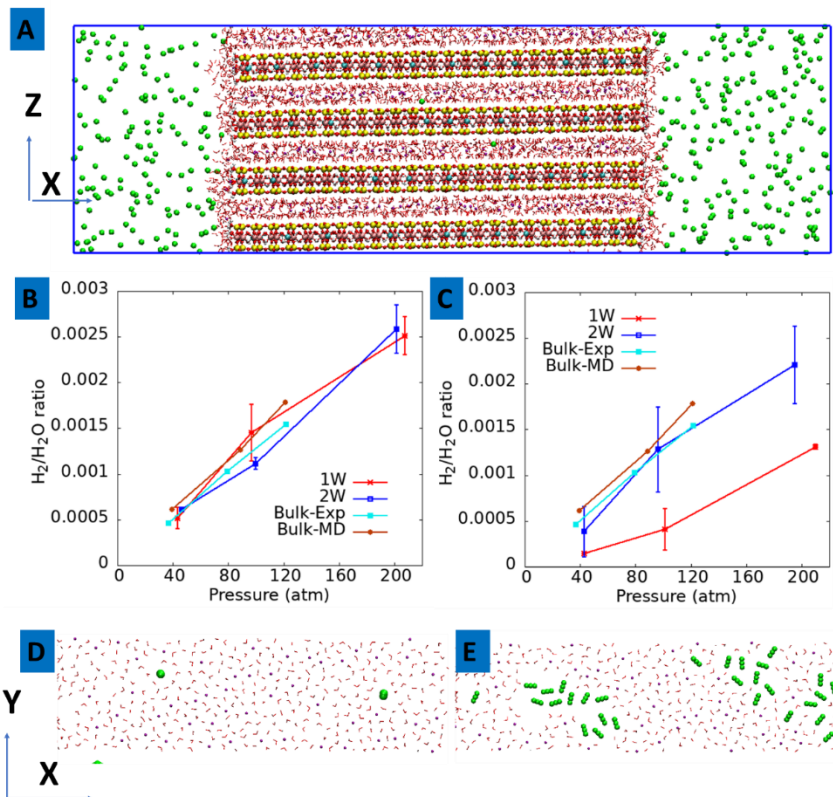 A
Z
X
B
C
0.003
0.0025
0.002
0.0015
0.001
0.0005
0
H₂/H₂O ratio
1W
2W
Bulk-Exp
Bulk-MD
0 40 80 120 160 200
Pressure (atm)
0.003
0.0025
0.002
0.0015
0.001
0.0005
0
H₂/H₂O ratio
1W
2W
Bulk-Exp
Bulk-MD
0 40 80 120 160 200
Pressure (atm)
D
E
Y
X